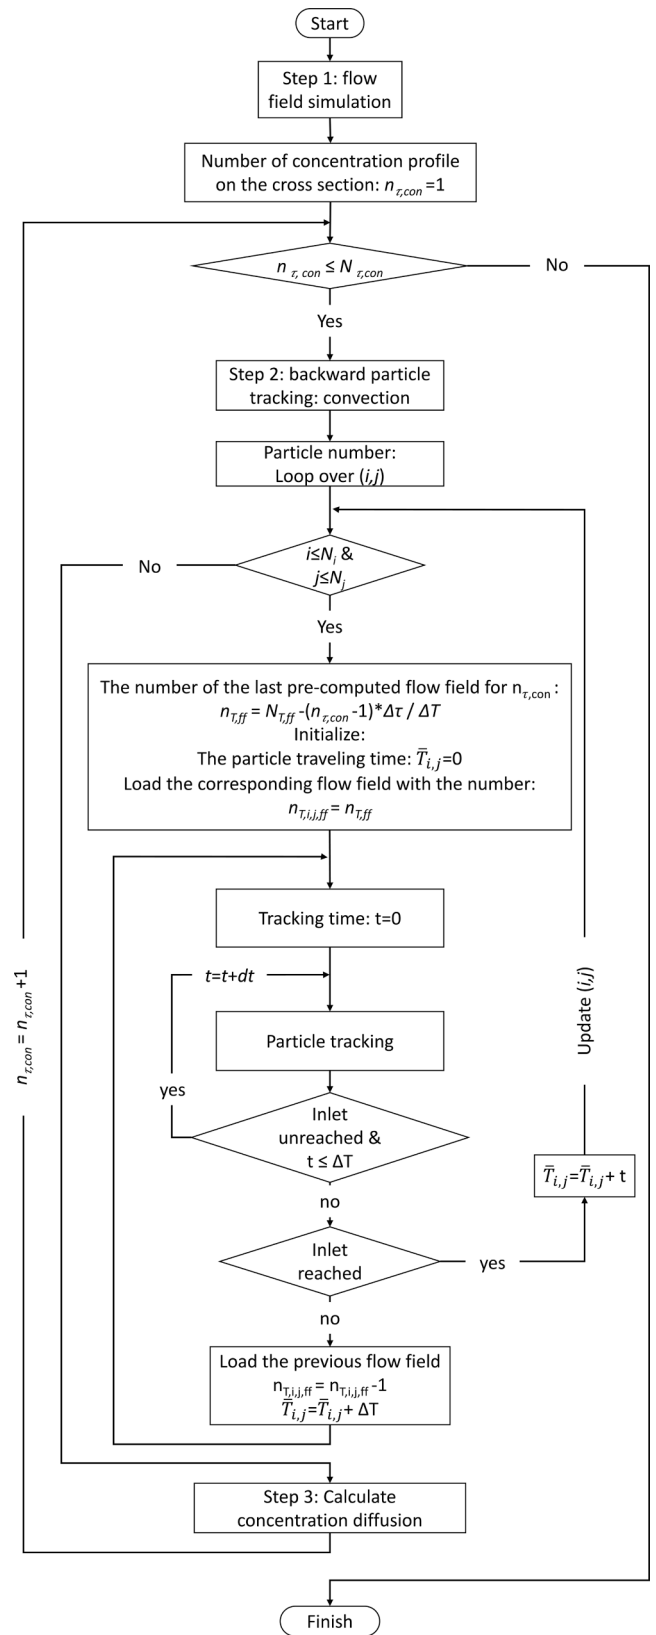 Start
Step 1: flow
field simulation
Number of concentration profile
on the cross section: n τ,con =1
n τ, con ≤ N τ,con
No
Yes
Step 2: backward particle
tracking: convection
Particle number:
Loop over (i,j)
i≤Ni &
j≤Nj
No
Yes
The number of the last pre-computed flow field for nτ,con :
nT,ff = NT,ff -(nτ,con -1)*Δτ / ΔT
Initialize:
The particle traveling time: T̅i,j=0
Load the corresponding flow field with the number:
nT,i,j,ff = nT,ff
Tracking time: t=0
t=t+dt
Particle tracking
yes
Inlet
unreached &
t ≤ ΔT
no
Inlet
reached
yes
T̅i,j=T̅i,j+ t
Update (i,j)
no
Load the previous flow field
nT,i,j,ff = nT,i,j,ff -1
T̅i,j=T̅i,j+ ΔT
nτ,con = nτ,con +1
Step 3: Calculate
concentration diffusion
Finish